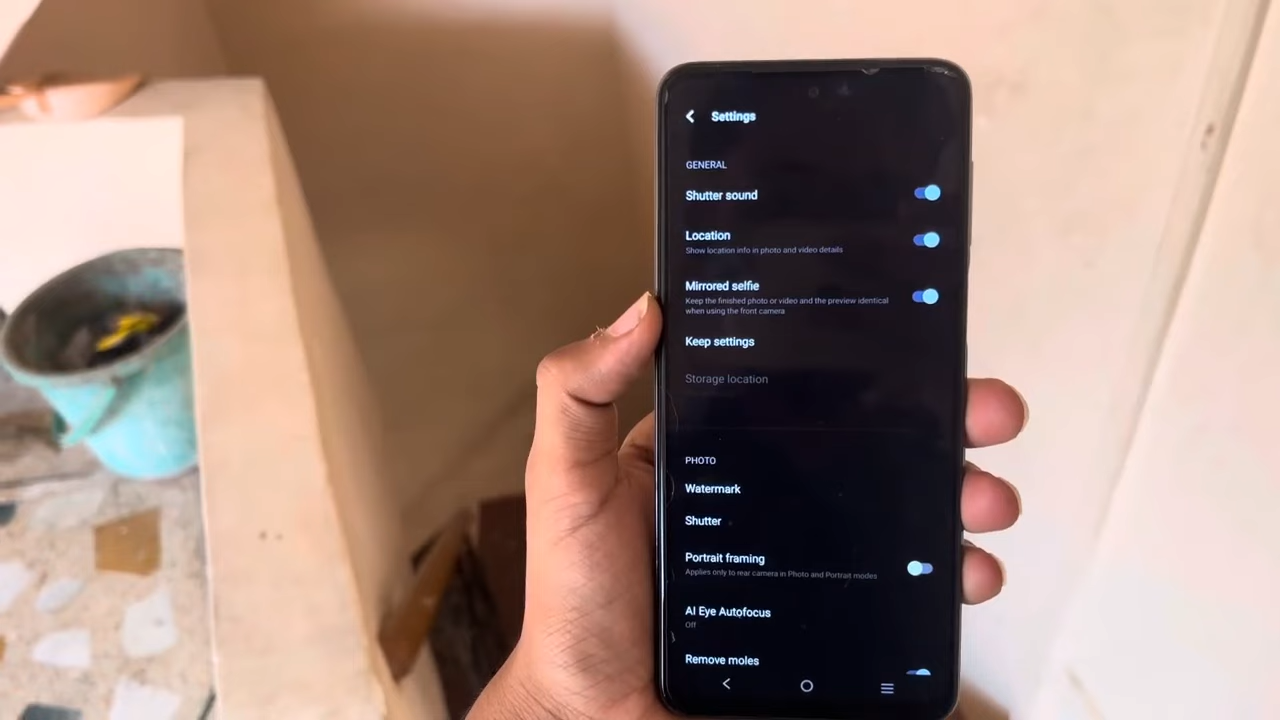 Settings
GENERAL
Shutter sound
Location
Show location info in photo and video details
Mirrored selfie
Keep the finished photo or video and the preview identical
when using the front camera
Keep settings
Storage location
PHOTO
Watermark
Shutter
Portrait framing
Applies only to rear camera in Photo and Portrait modes
AI Eye Autofocus
Off
Remove moles